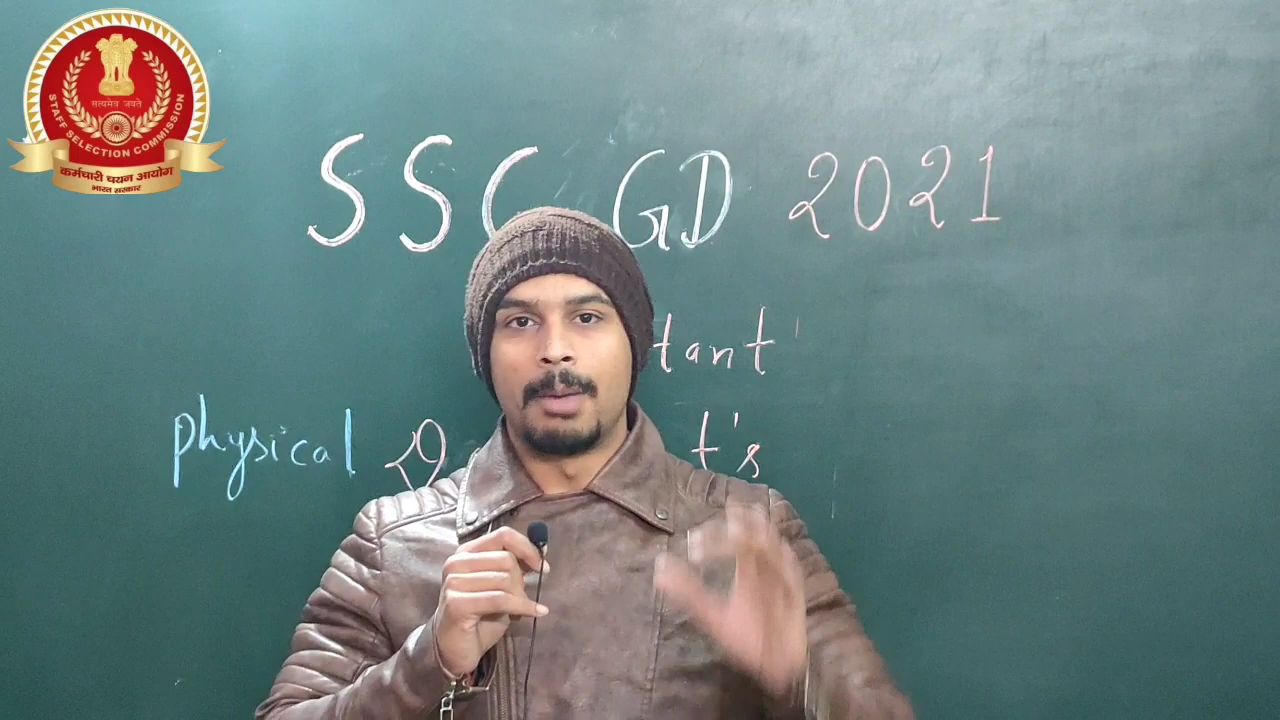 सत्यमेव जयते
STAFF SELECTION COMMISSION
कर्मचारी चयन आयोग
भारत सरकार
SSC GD 2021
tant
physical t's